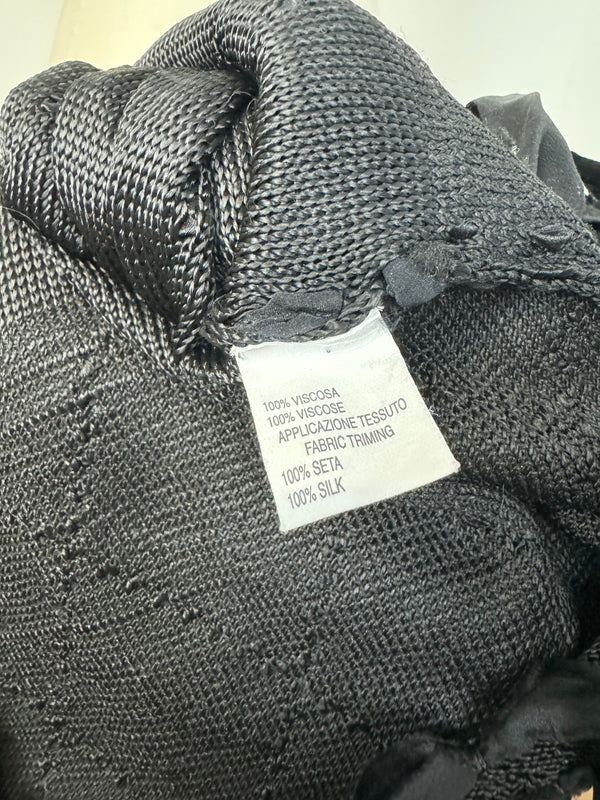 100% VISCOSA
100% VISCOSE
APPLICAZIONE TESSUTO
FABRIC TRIMING
100% SETA
100% SILK